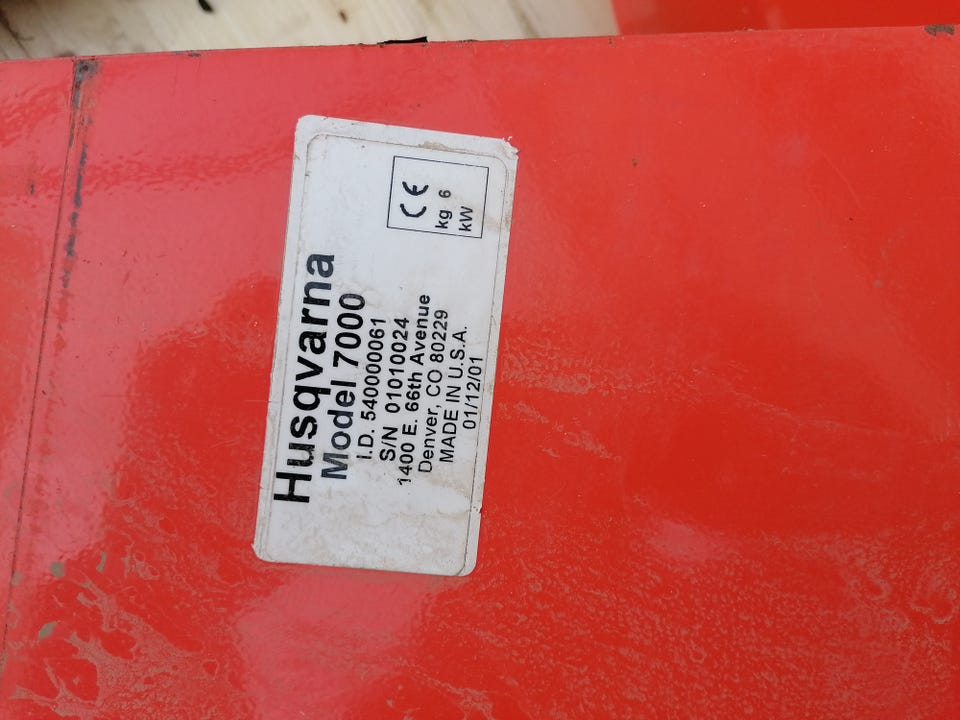 Husqvarna
Model 7000
I.D. 540000061
S/N 01010024
1400 E. 66th Avenue
Denver, CO 80229
MADE IN U.S.A.
01/12/01
CE
kg 6
kW